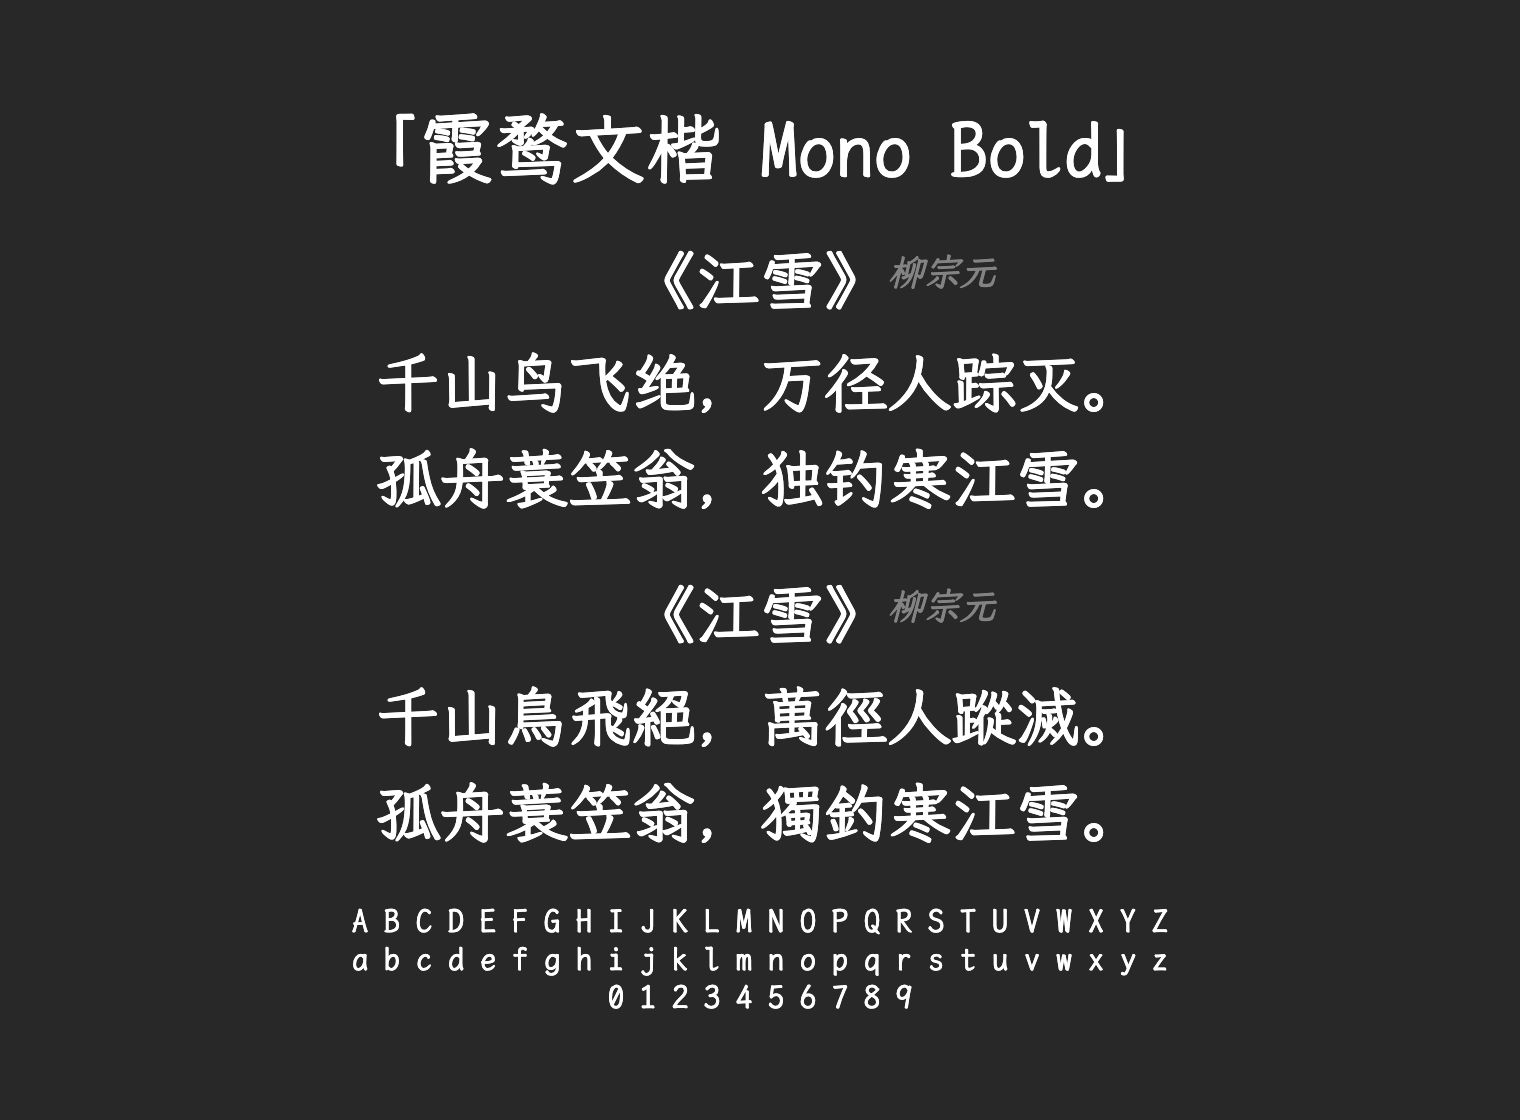 「霞鹜文楷 Mono Bold」
《江雪》 柳宗元
千山鸟飞绝，万径人踪灭。
孤舟蓑笠翁，独钓寒江雪。
《江雪》 柳宗元
千山鳥飛絕，萬徑人蹤滅。
孤舟蓑笠翁，獨釣寒江雪。
A B C D E F G H I J K L M N O P Q R S T U V W X Y Z
a b c d e f g h i j k l m n o p q r s t u v w x y z
0 1 2 3 4 5 6 7 8 9